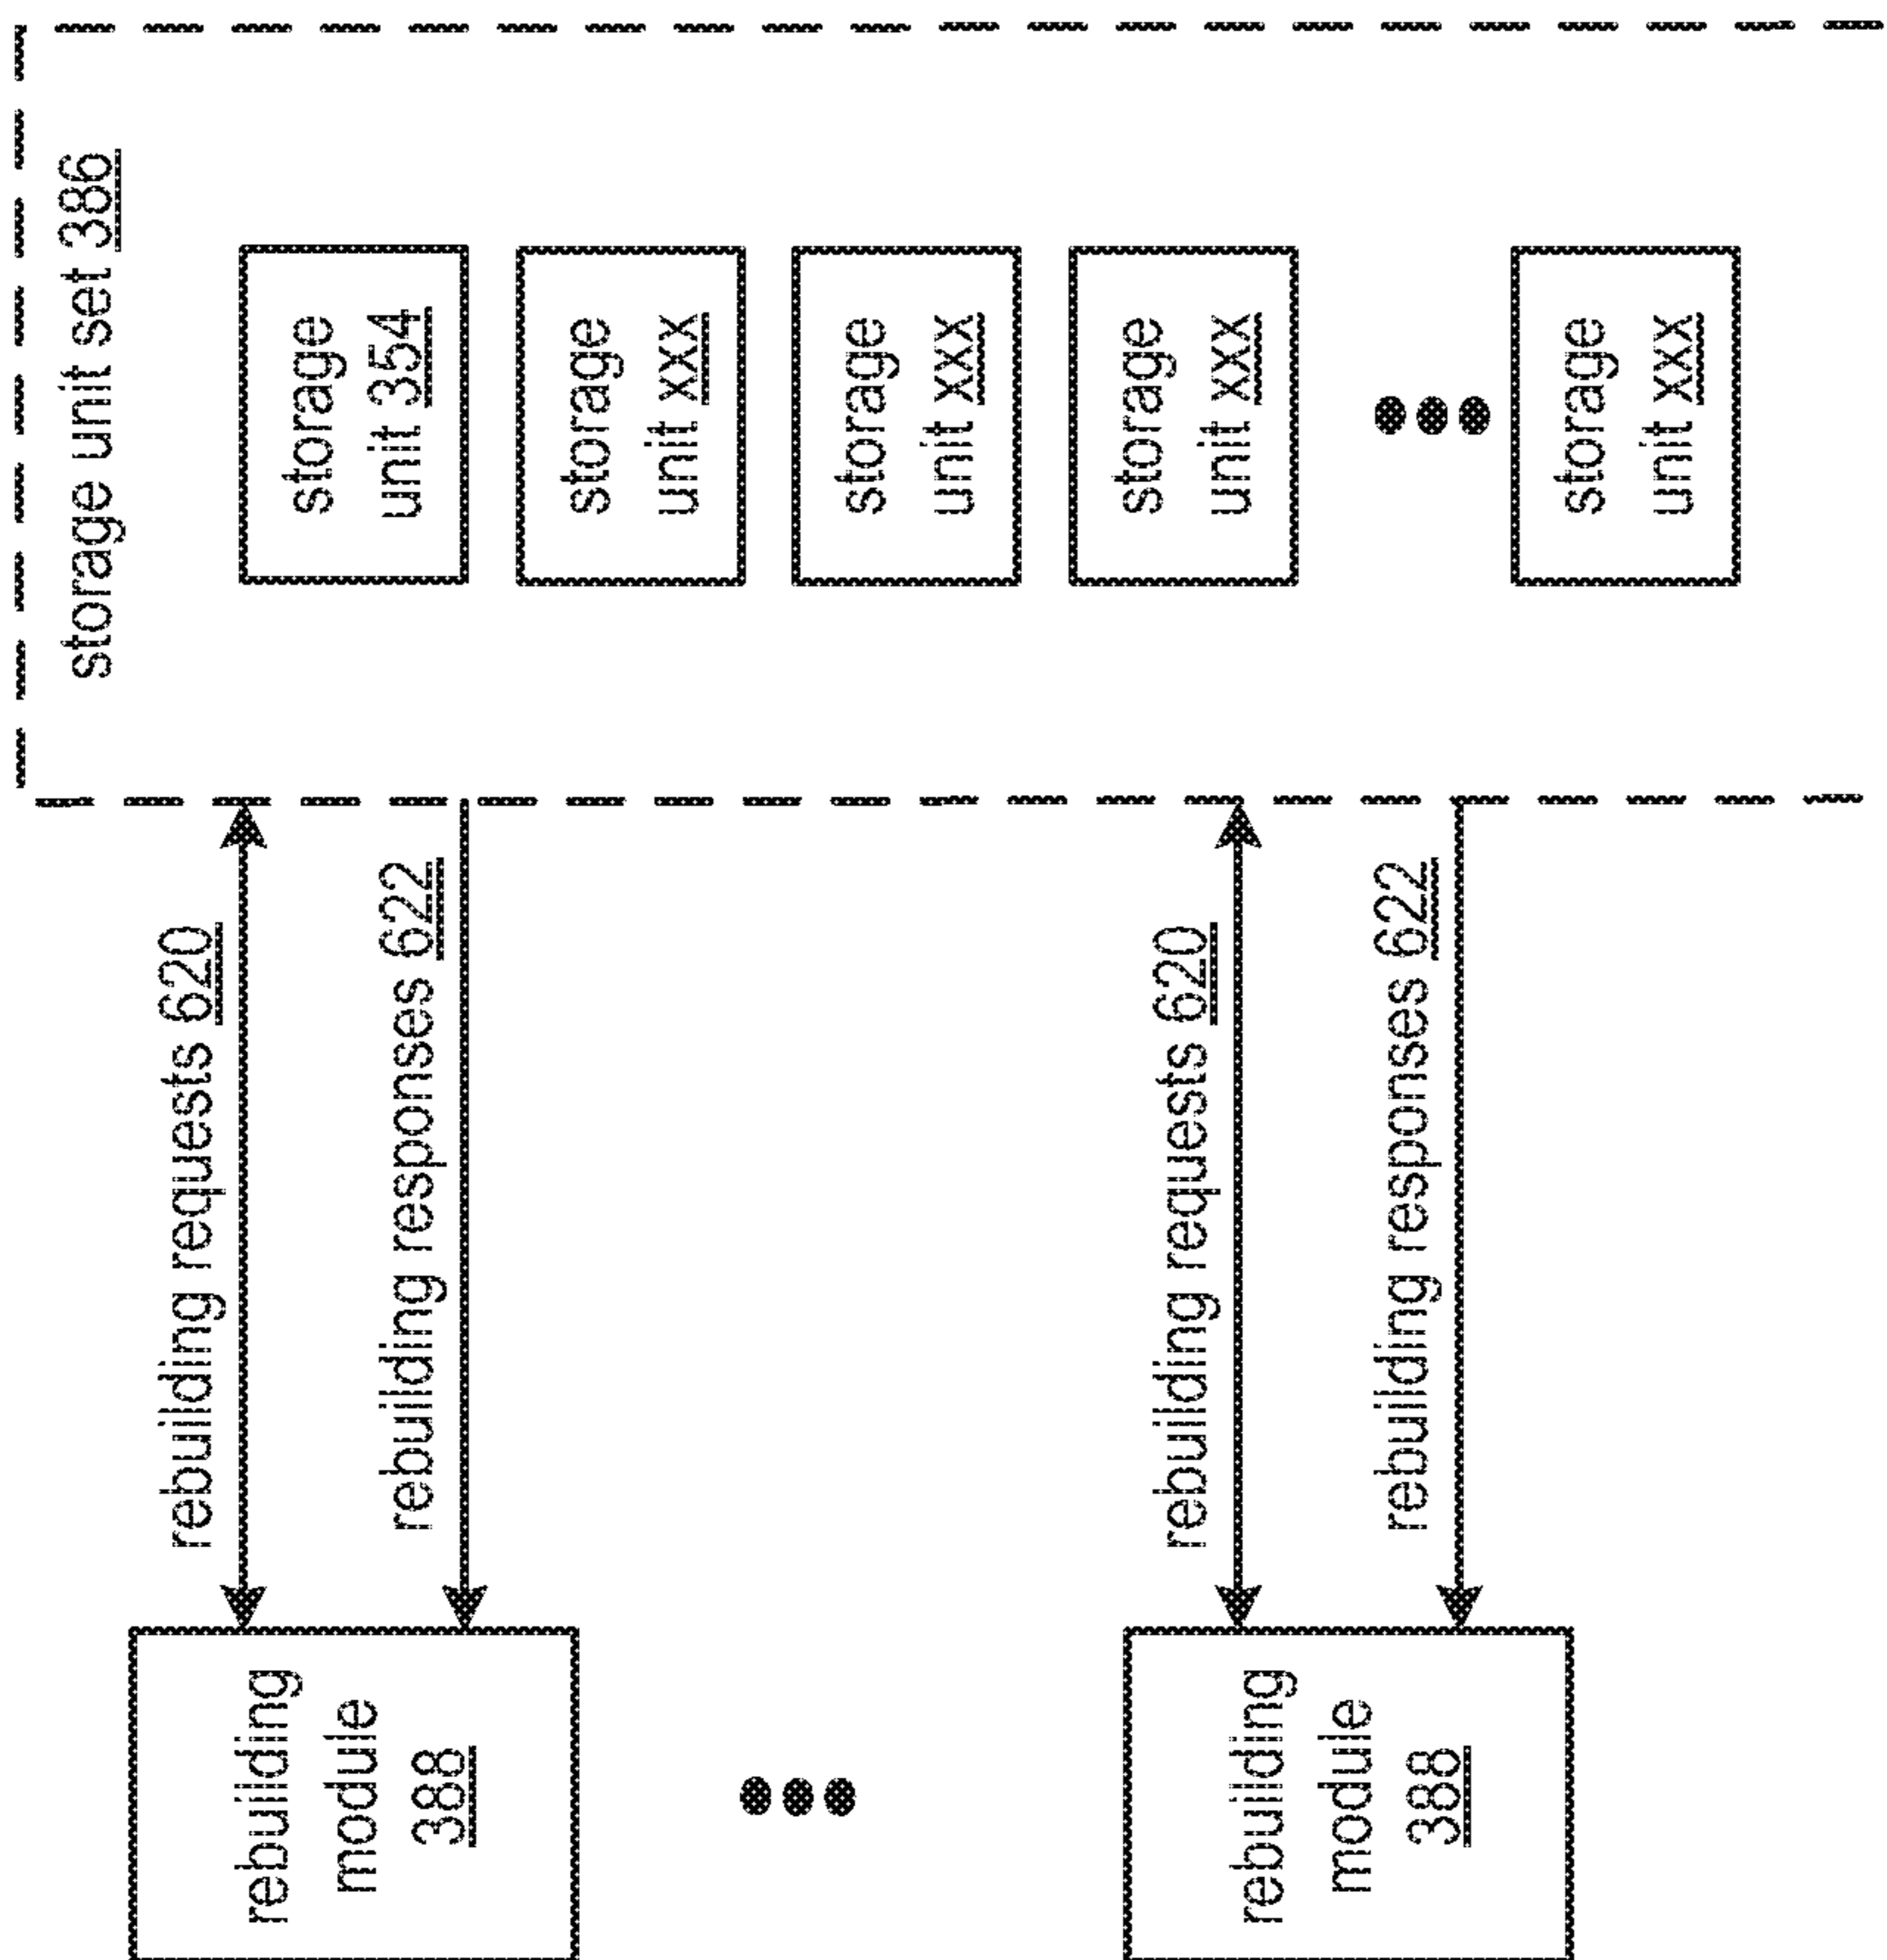 storage unit set 386
rebuilding
module
388
rebuilding requests 620
rebuilding responses 622
storage
unit 354
storage
unit xxx
storage
unit xxx
rebuilding
module
388
rebuilding requests 620
rebuilding responses 622
storage
unit xxx
storage
unit xxx